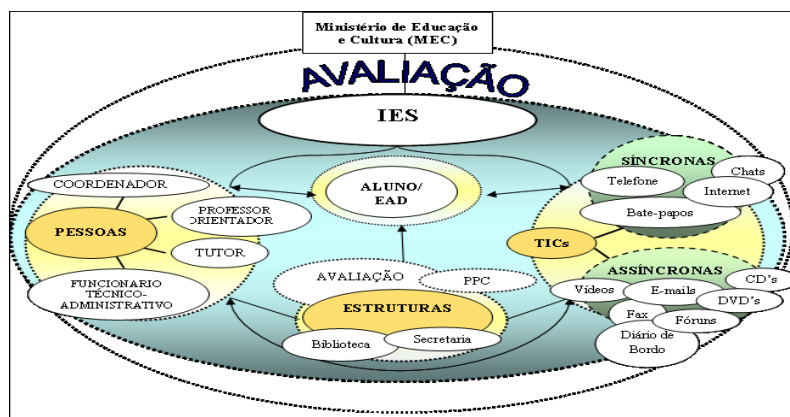 Ministério de Educação
e Cultura (MEC)
AVALIAÇÃO
IES
SÍNCRONAS
Chats
Telefone
Internet
Bate-papos
COORDENADOR
ALUNO/
EAD
PROFESSOR
ORIENTADOR
PESSOAS
TUTOR
TICs
FUNCIONARIO
TÉCNICO-
ADMINISTRATIVO
AVALIAÇÃO
PPC
ESTRUTURAS
Biblioteca
Secretaria
ASSÍNCRONAS
CD's
Vídeos
E-mails
DVD's
Fax
Fóruns
Diário de
Bordo